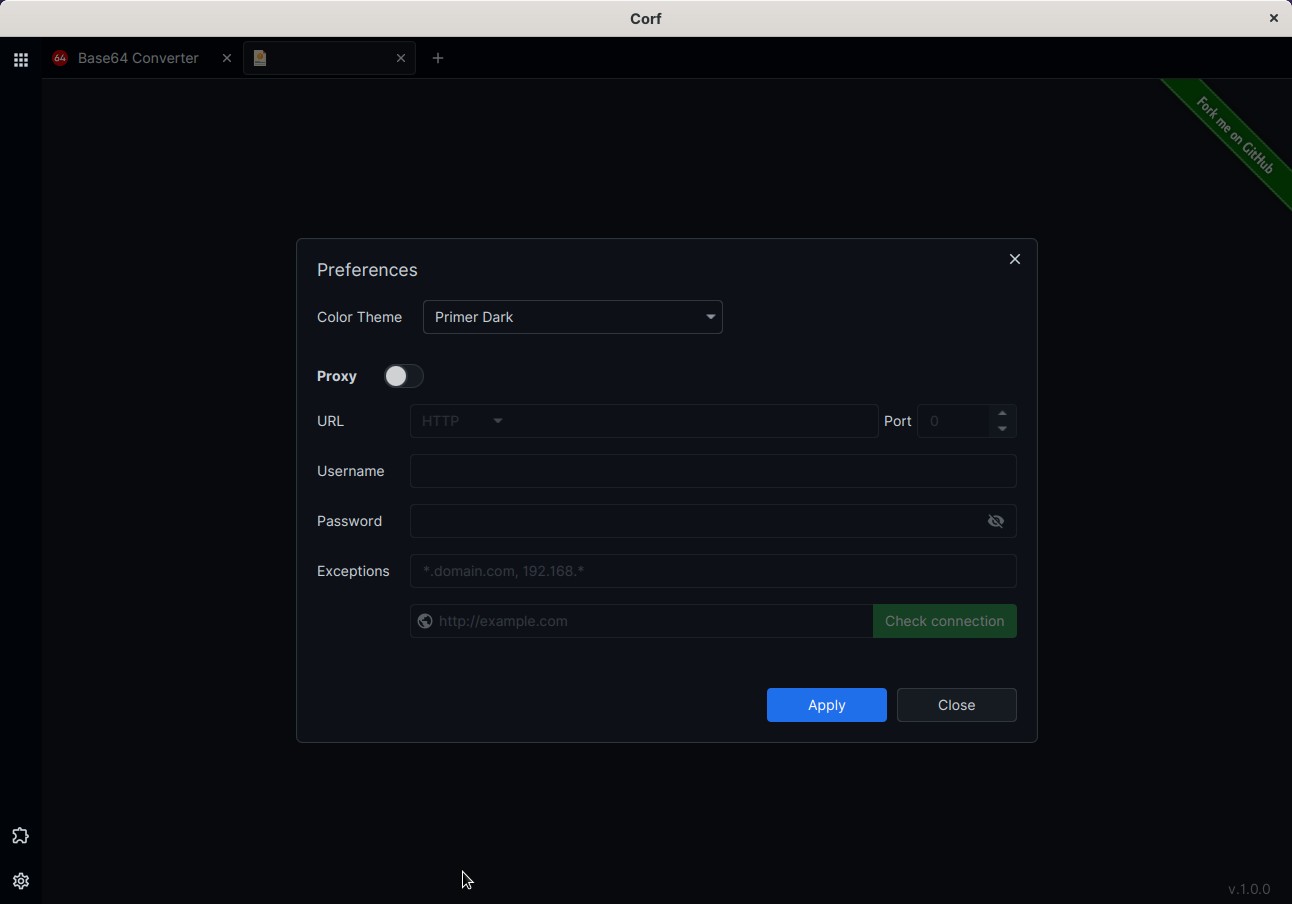 Corf
64 Base64 Converter
Fork me on GitHub
Preferences
Color Theme Primer Dark
Proxy
URL HTTP Port 0
Username
Password
Exceptions *.domain.com, 192.168.*
http://example.com Check connection
Apply Close
v.1.0.0